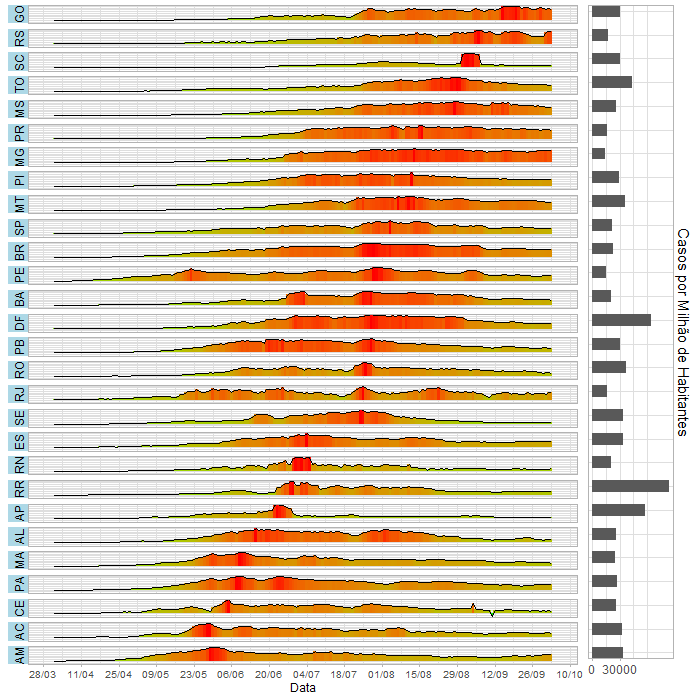 GO
RS
SC
TO
MS
PR
MG
PI
MT
SP
BR
PE
BA
DF
PB
RO
RJ
SE
ES
RN
RR
AP
AL
MA
PA
CE
AC
AM
28/03 11/04 25/04 09/05 23/05 06/06 20/06 04/07 18/07 01/08 15/08 29/08 12/09 26/09 10/10
Data
0 30000
Casos por Milhão de Habitantes